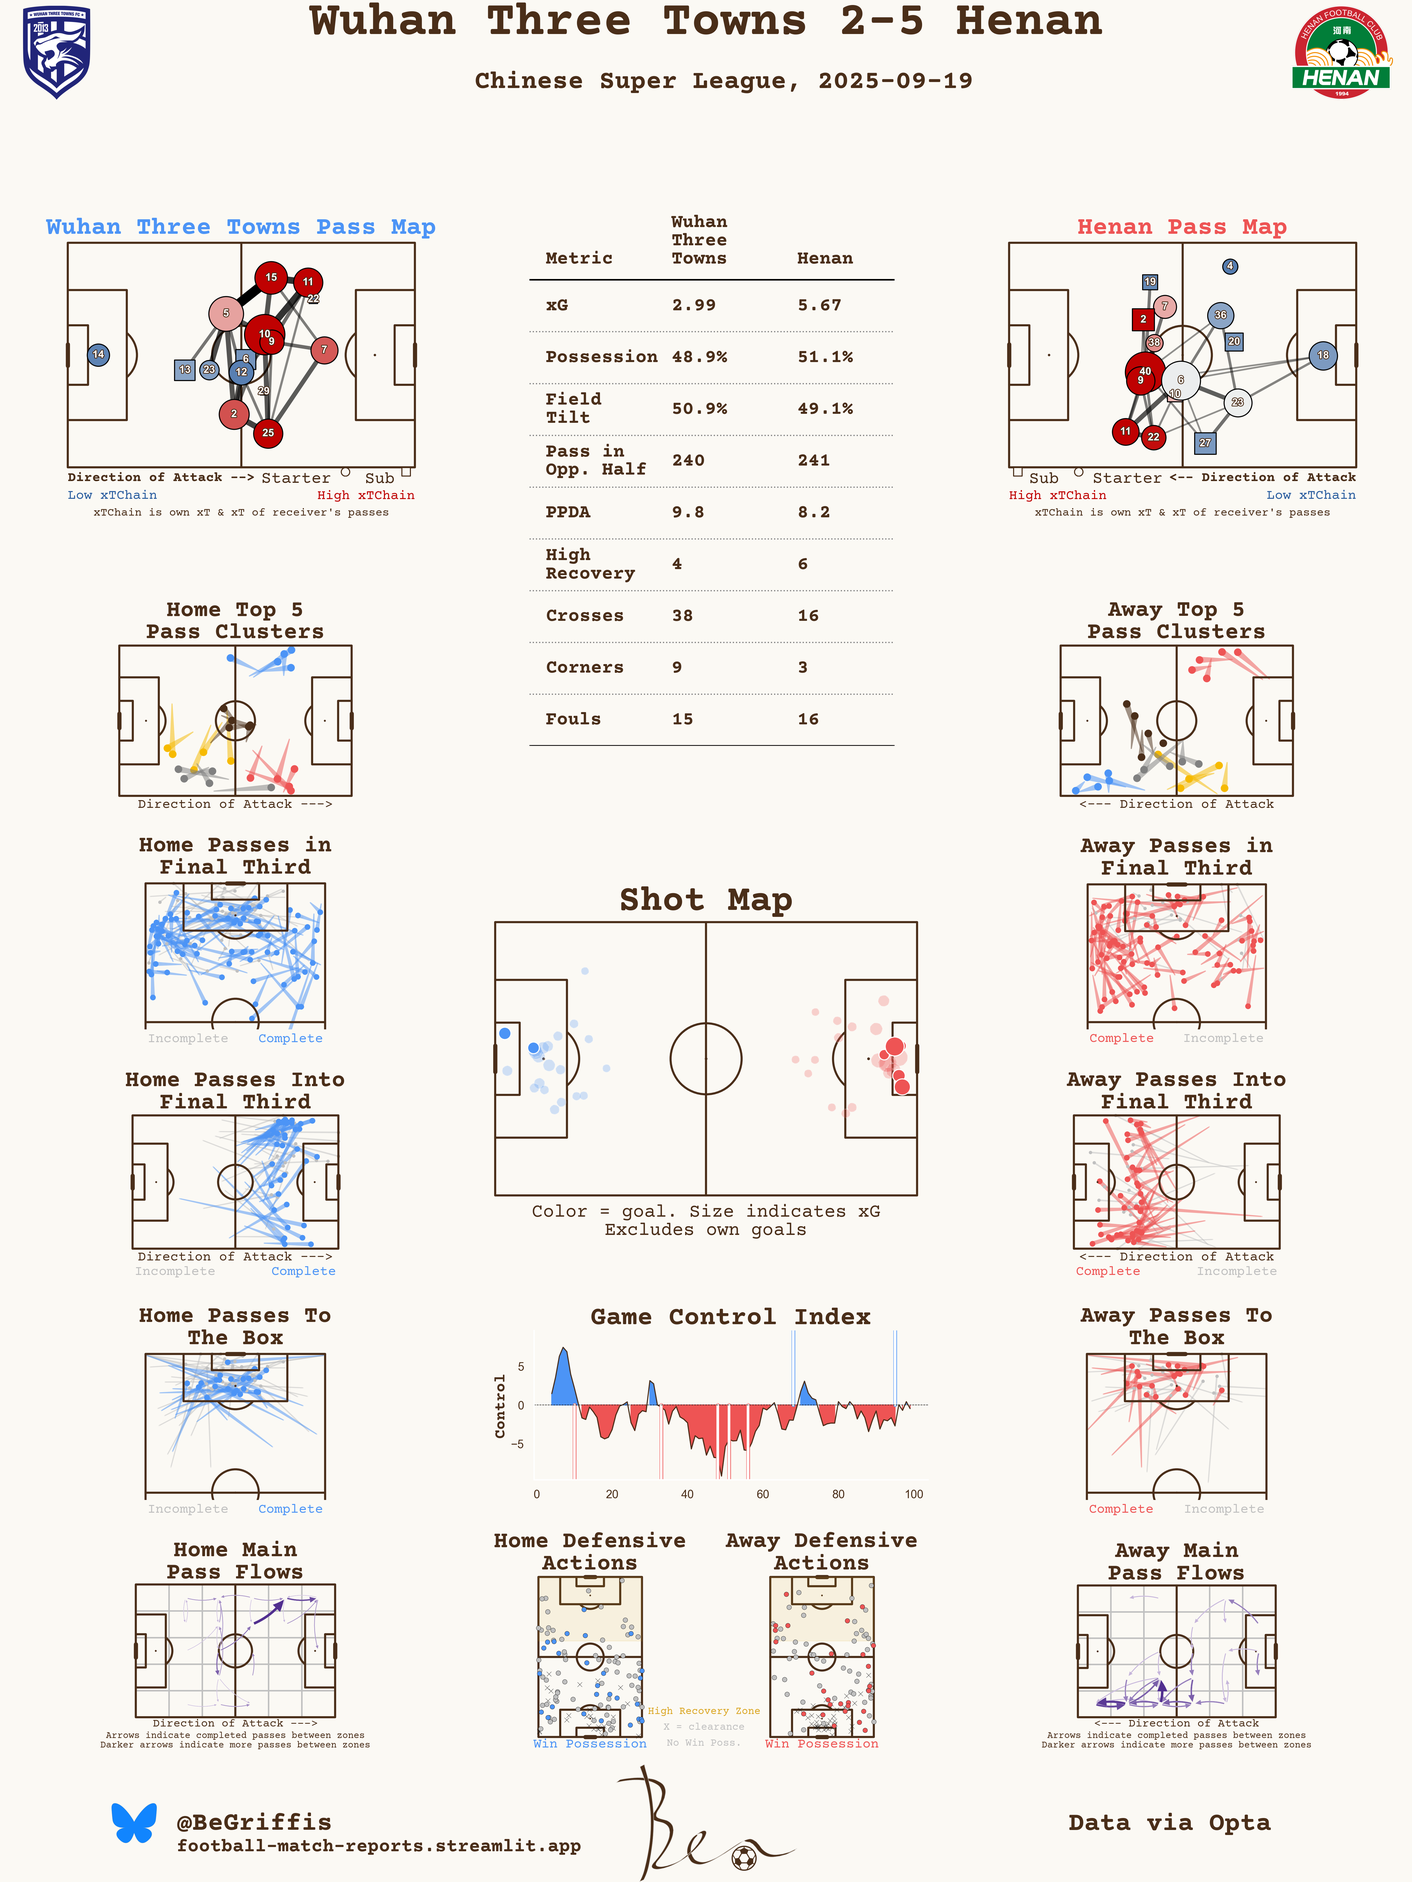 Wuhan Three Towns 2-5 Henan
Chinese Super League, 2025-09-19
WUHAN THREE TOWNS FC
2013
HENAN FOOTBALL CLUB
河南
HENAN
1994
Wuhan Three Towns Pass Map
15
11
22
5
10
9
7
14
13
23
6
12
29
2
25
Direction of Attack --> Starter Sub
Low xTChain High xTChain
xTChain is own xT & xT of receiver's passes
Metric Wuhan Three Towns Henan
xG 2.99 5.67
Possession 48.9% 51.1%
Field Tilt 50.9% 49.1%
Pass in Opp. Half 240 241
PPDA 9.8 8.2
High Recovery 4 6
Crosses 38 16
Corners 9 3
Fouls 15 16
Henan Pass Map
4
19
7
2
36
38
20
18
40
9
6
10
23
11
22
27
Sub Starter <-- Direction of Attack
High xTChain Low xTChain
xTChain is own xT & xT of receiver's passes
Home Top 5
Pass Clusters
Direction of Attack --->
Away Top 5
Pass Clusters
<--- Direction of Attack
Home Passes in
Final Third
Incomplete Complete
Away Passes in
Final Third
Complete Incomplete
Shot Map
Color = goal. Size indicates xG
Excludes own goals
Home Passes Into
Final Third
Direction of Attack --->
Incomplete Complete
Away Passes Into
Final Third
<--- Direction of Attack
Complete Incomplete
Home Passes To
The Box
Incomplete Complete
Game Control Index
Control
5
0
−5
0 20 40 60 80 100
Away Passes To
The Box
Complete Incomplete
Home Main
Pass Flows
Direction of Attack --->
Arrows indicate completed passes between zones
Darker arrows indicate more passes between zones
Home Defensive
Actions
Win Possession
High Recovery Zone
X = clearance
No Win Poss.
Away Defensive
Actions
Win Possession
Away Main
Pass Flows
<--- Direction of Attack
Arrows indicate completed passes between zones
Darker arrows indicate more passes between zones
@BeGriffis
football-match-reports.streamlit.app
Ben
Data via Opta